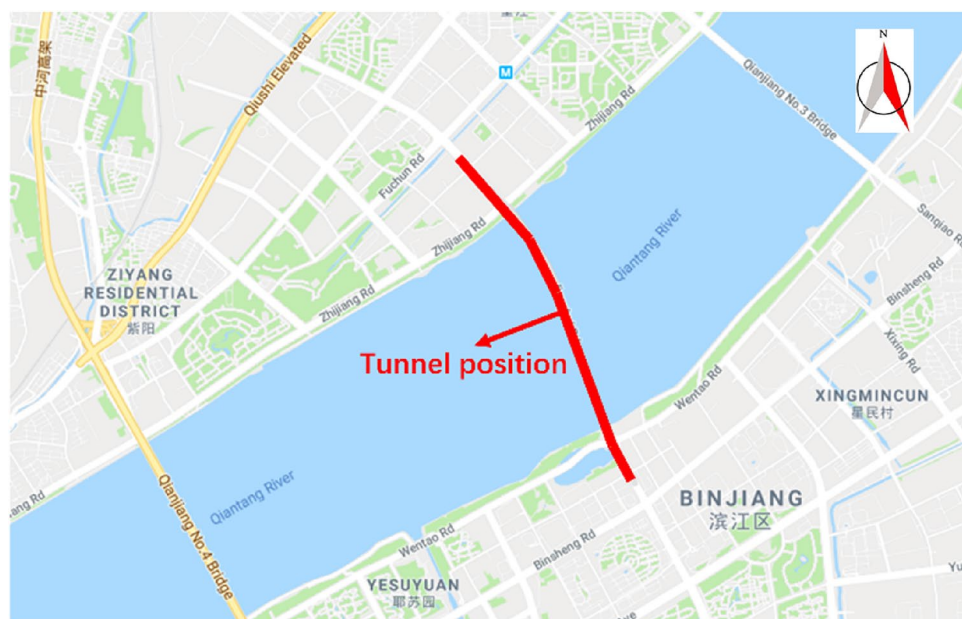 中河高架
Qiushi Elevated
M
N
Qianjiang No.3 Bridge
Zhijiang Rd
Fuchun Rd
Qiantang River
Sanqiao Rd
Zhijiang Rd
Binsheng Rd
ZIYANG
RESIDENTIAL
DISTRICT
紫阳
Zhijiang Rd
Xixing Rd
Tunnel position
Wentao Rd
XINGMINCUN
星民村
Qiantang River
Qianjiang No.4 Bridge
BINJIANG
滨江区
Wentao Rd
Binsheng Rd
YESUYUAN
耶苏园